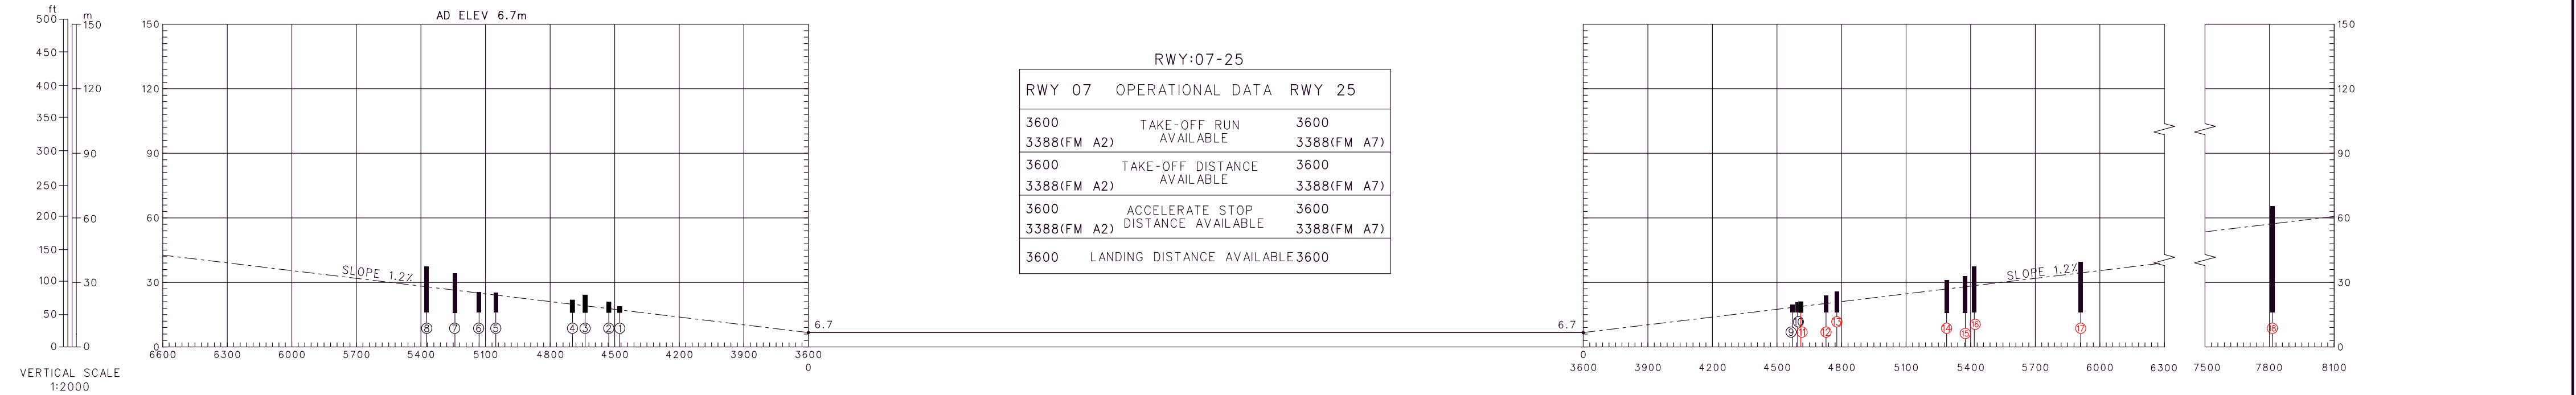 ft
m
500
450
400
350
300
250
200
150
100
50
0
150
120
90
60
30
0
VERTICAL SCALE
1:2000
AD ELEV 6.7m
150
120
90
60
30
0
SLOPE 1.2%
8 7 6 5 4 3 2 1
6600 6300 6000 5700 5400 5100 4800 4500 4200 3900 3600
0
6.7
RWY:07-25
RWY 07 OPERATIONAL DATA RWY 25
3600 TAKE-OFF RUN 3600
3388(FM A2) AVAILABLE 3388(FM A7)
3600 TAKE-OFF DISTANCE 3600
3388(FM A2) AVAILABLE 3388(FM A7)
3600 ACCELERATE STOP 3600
3388(FM A2) DISTANCE AVAILABLE 3388(FM A7)
3600 LANDING DISTANCE AVAILABLE 3600
6.7
SLOPE 1.2%
9 10 11 12 13 14 15 16 17 18
0
3600 3900 4200 4500 4800 5100 5400 5700 6000 6300 7500 7800 8100
150
120
90
60
30
0